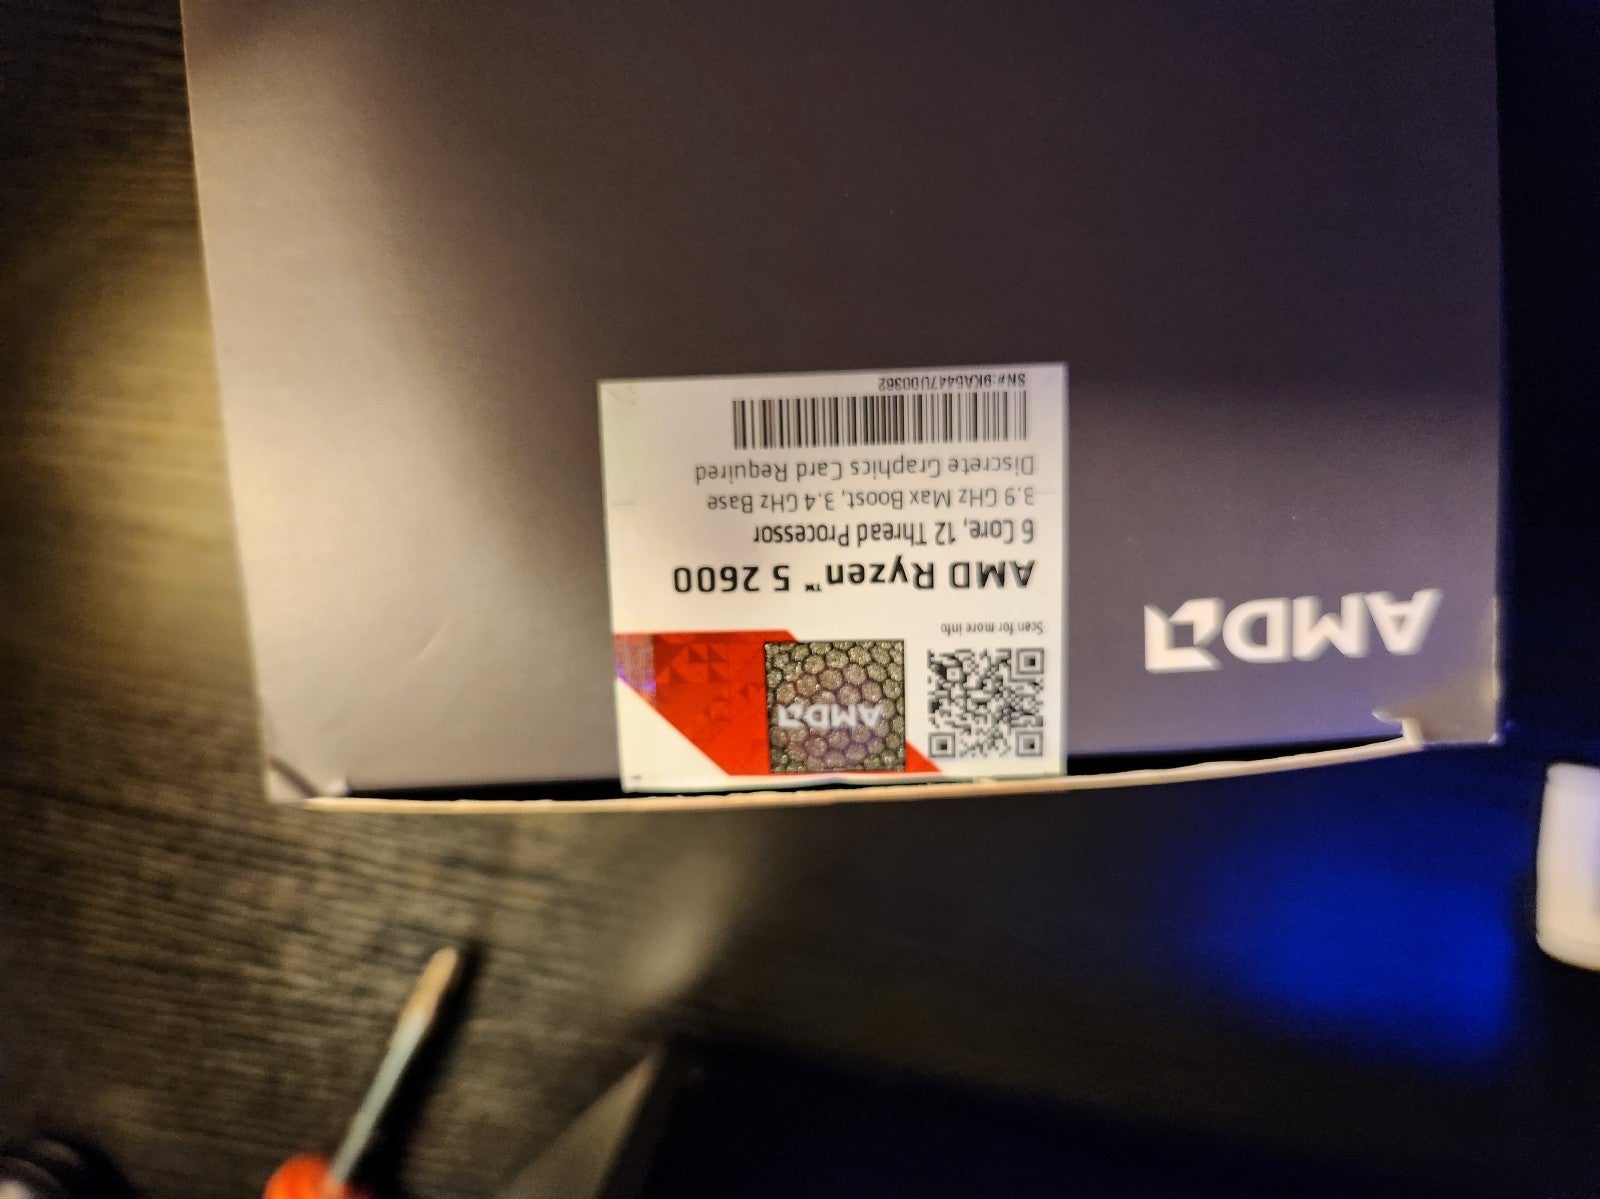 AMD
Scan for more info
AMD
AMD Ryzen™ 5 2600
6 Core, 12 Thread Processor
3.9 GHz Max Boost, 3.4 GHz Base
Discrete Graphics Card Required
SN#:9KA5447U00362